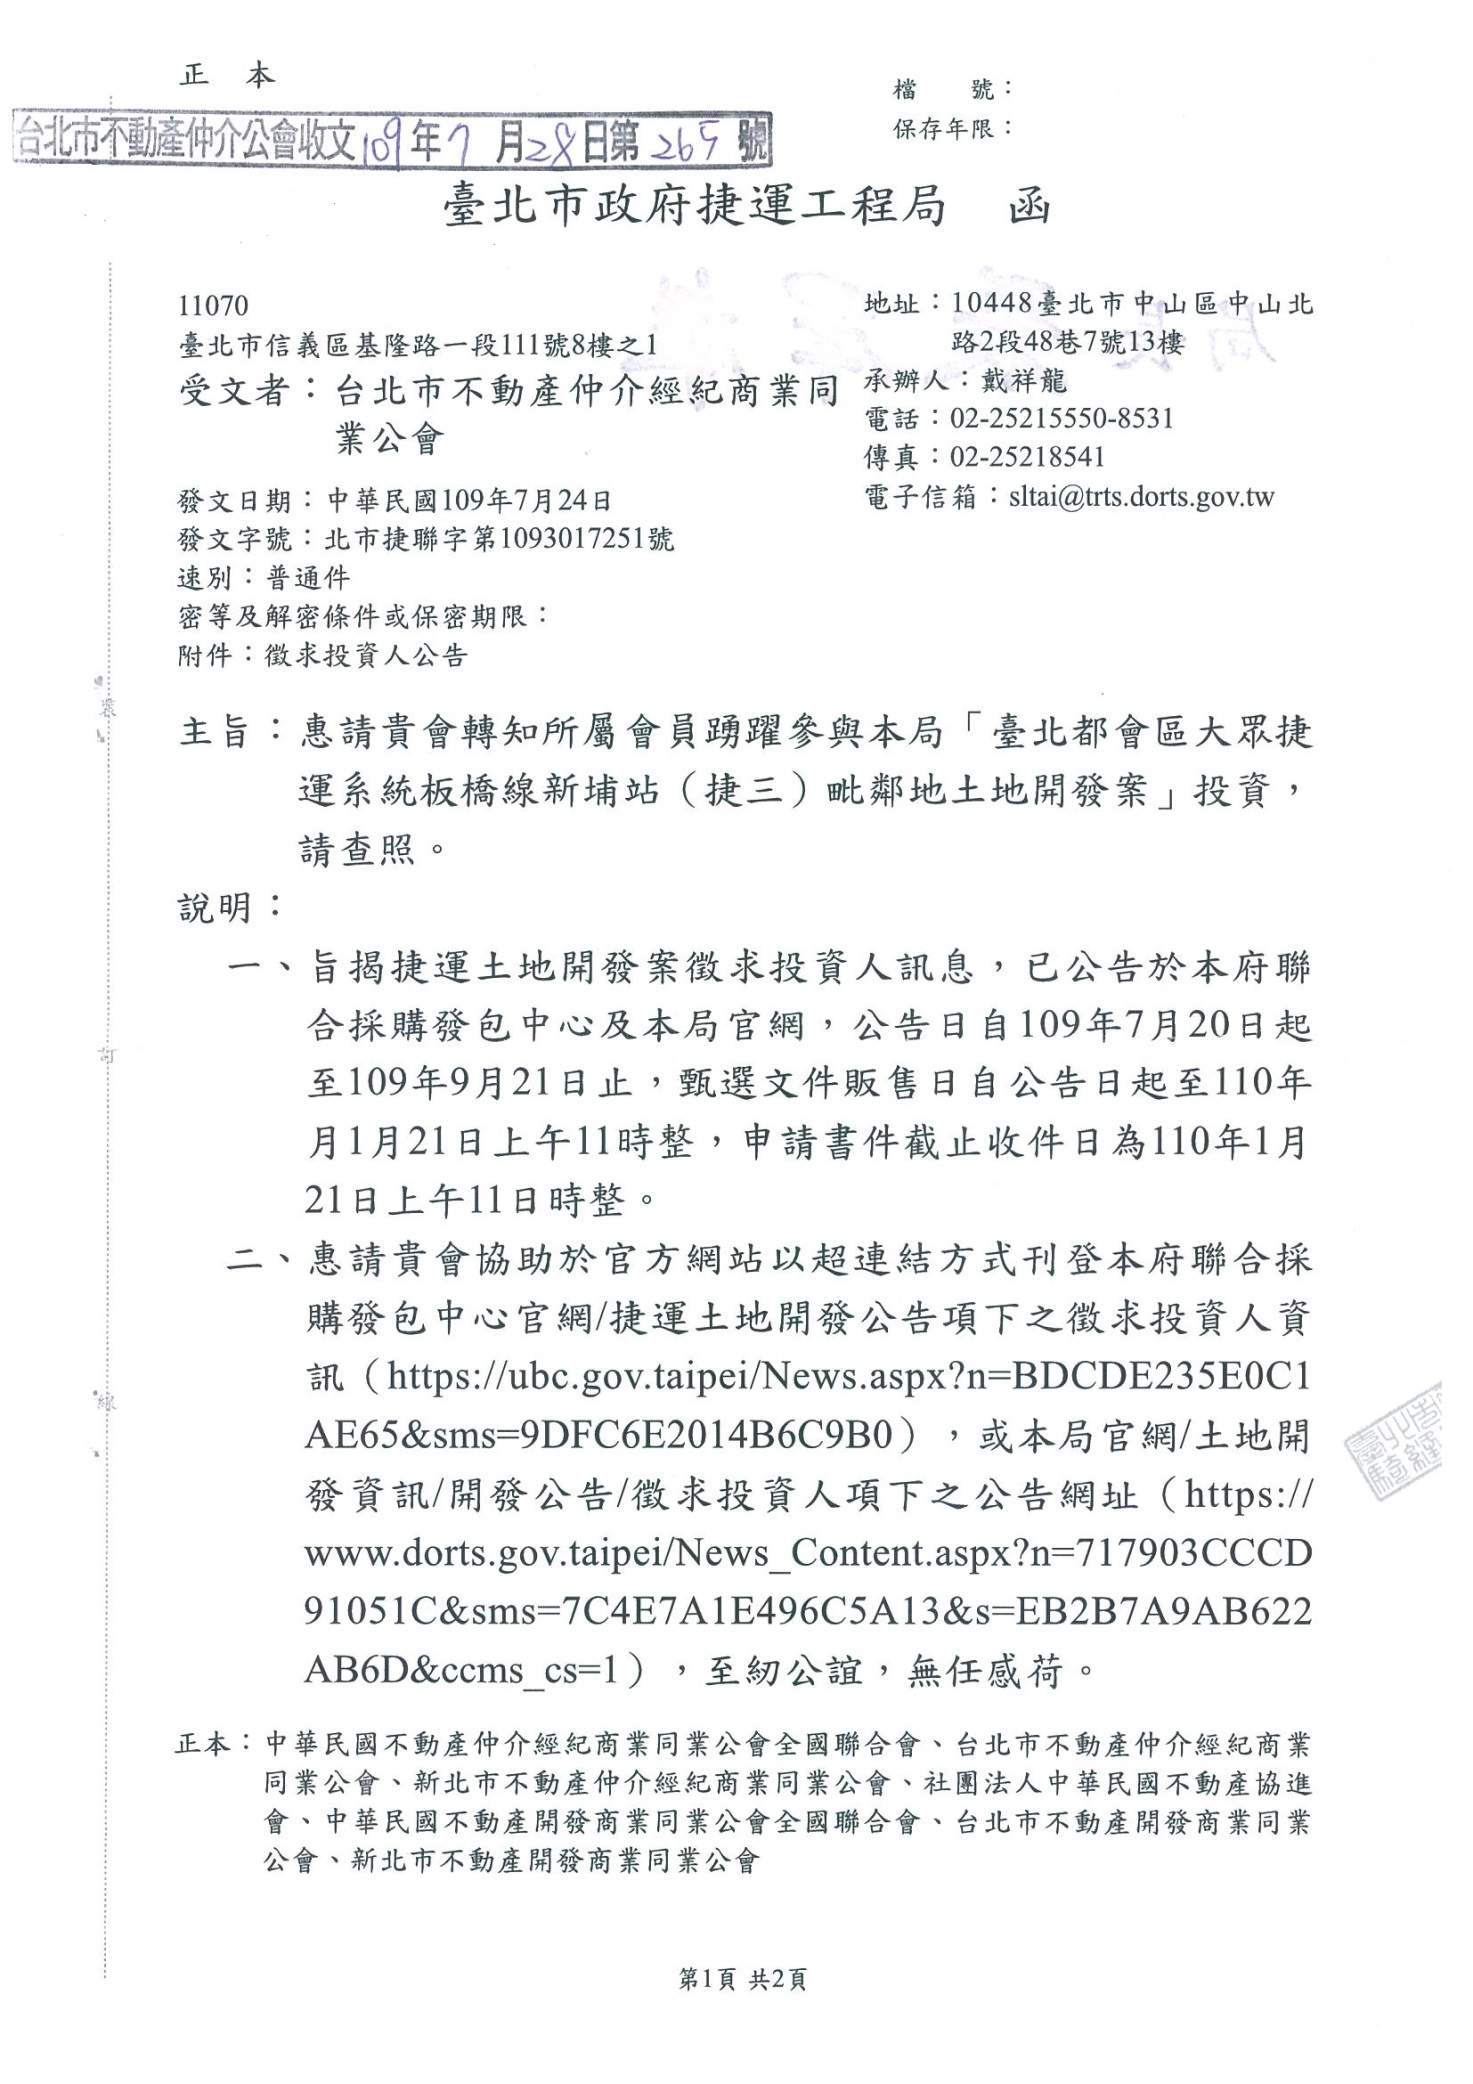 正　本
檔　　號：
保存年限：
台北市不動產仲介公會收文109年7月28日第265號
臺北市政府捷運工程局　函
11070
臺北市信義區基隆路一段111號8樓之1
受文者：台北市不動產仲介經紀商業同
業公會
地址：10448臺北市中山區中山北
路2段48巷7號13樓
承辦人：戴祥龍
電話：02-25215550-8531
傳真：02-25218541
電子信箱：sltai@trts.dorts.gov.tw
發文日期：中華民國109年7月24日
發文字號：北市捷聯字第1093017251號
速別：普通件
密等及解密條件或保密期限：
附件：徵求投資人公告
主旨：惠請貴會轉知所屬會員踴躍參與本局「臺北都會區大眾捷
運系統板橋線新埔站（捷三）毗鄰地土地開發案」投資，
請查照。
說明：
一、旨揭捷運土地開發案徵求投資人訊息，已公告於本府聯
合採購發包中心及本局官網，公告日自109年7月20日起
至109年9月21日止，甄選文件販售日自公告日起至110年
月1月21日上午11時整，申請書件截止收件日為110年1月
21日上午11日時整。
二、惠請貴會協助於官方網站以超連結方式刊登本府聯合採
購發包中心官網/捷運土地開發公告項下之徵求投資人資
訊（https://ubc.gov.taipei/News.aspx?n=BDCDE235E0C1
AE65&sms=9DFC6E2014B6C9B0），或本局官網/土地開
發資訊/開發公告/徵求投資人項下之公告網址（https://
www.dorts.gov.taipei/News_Content.aspx?n=717903CCCD
91051C&sms=7C4E7A1E496C5A13&s=EB2B7A9AB622
AB6D&ccms_cs=1），至紉公誼，無任感荷。
正本：中華民國不動產仲介經紀商業同業公會全國聯合會、台北市不動產仲介經紀商業
同業公會、新北市不動產仲介經紀商業同業公會、社團法人中華民國不動產協進
會、中華民國不動產開發商業同業公會全國聯合會、台北市不動產開發商業同業
公會、新北市不動產開發商業同業公會
裝
訂
線
第1頁 共2頁